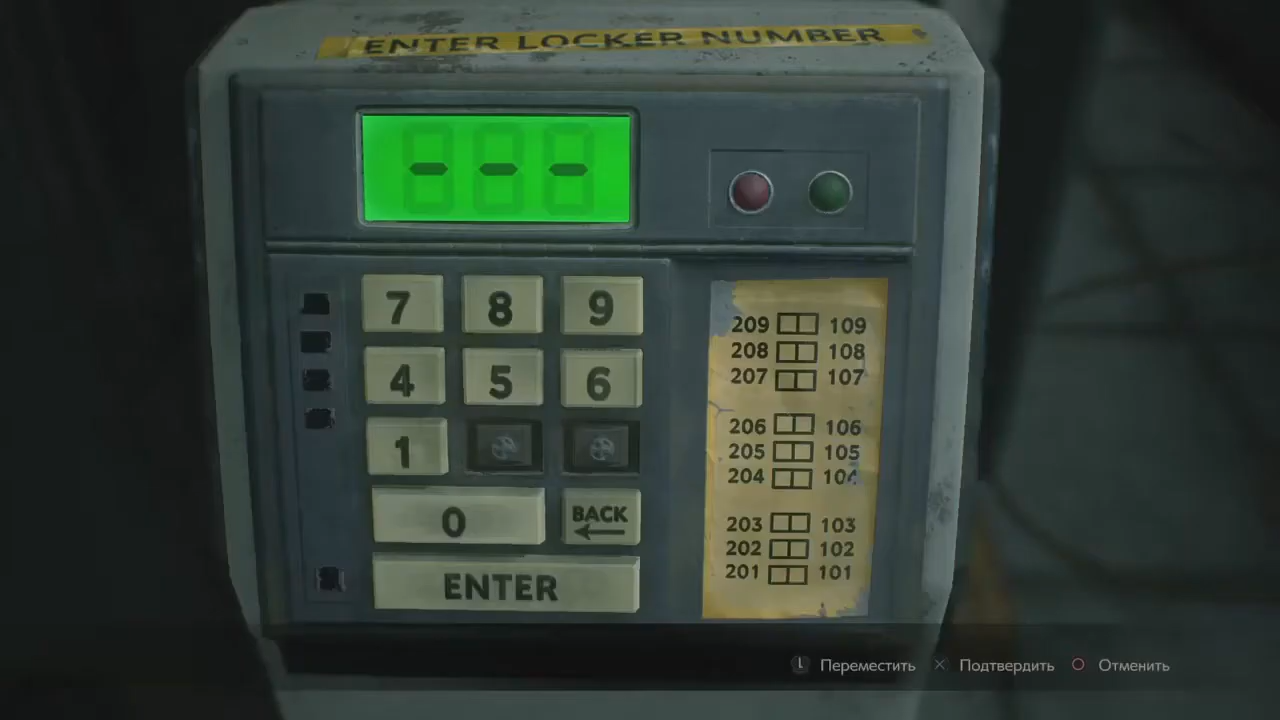 ENTER LOCKER NUMBER
- - -
7 8 9
4 5 6
1
0 BACK
ENTER
209 109
208 108
207 107
206 106
205 105
204 104
203 103
202 102
201 101
L Переместить Подтвердить Отменить